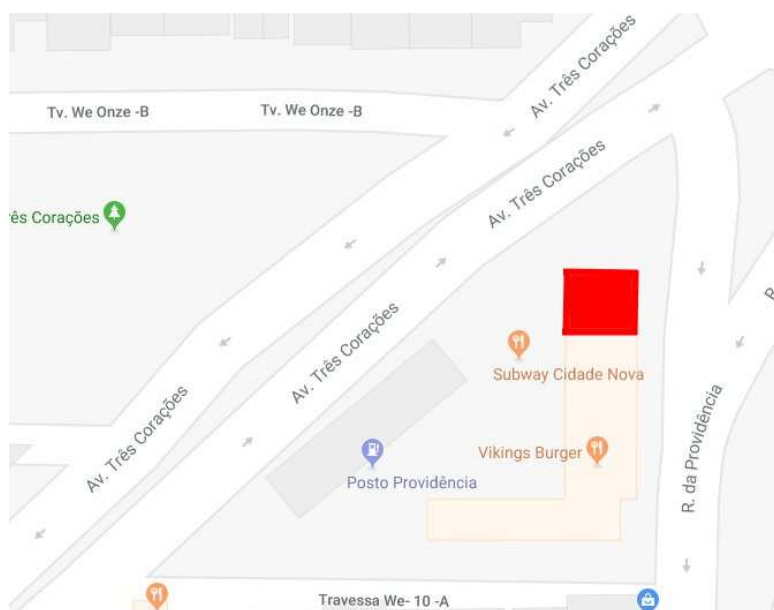 Av. Três Corações
Tv. We Onze -B
Tv. We Onze -B
Av. Três Corações
ês Corações
Av. Três Corações
Subway Cidade Nova
Av. Três Corações
Vikings Burger
R. da Providência
Posto Providência
Travessa We- 10 -A